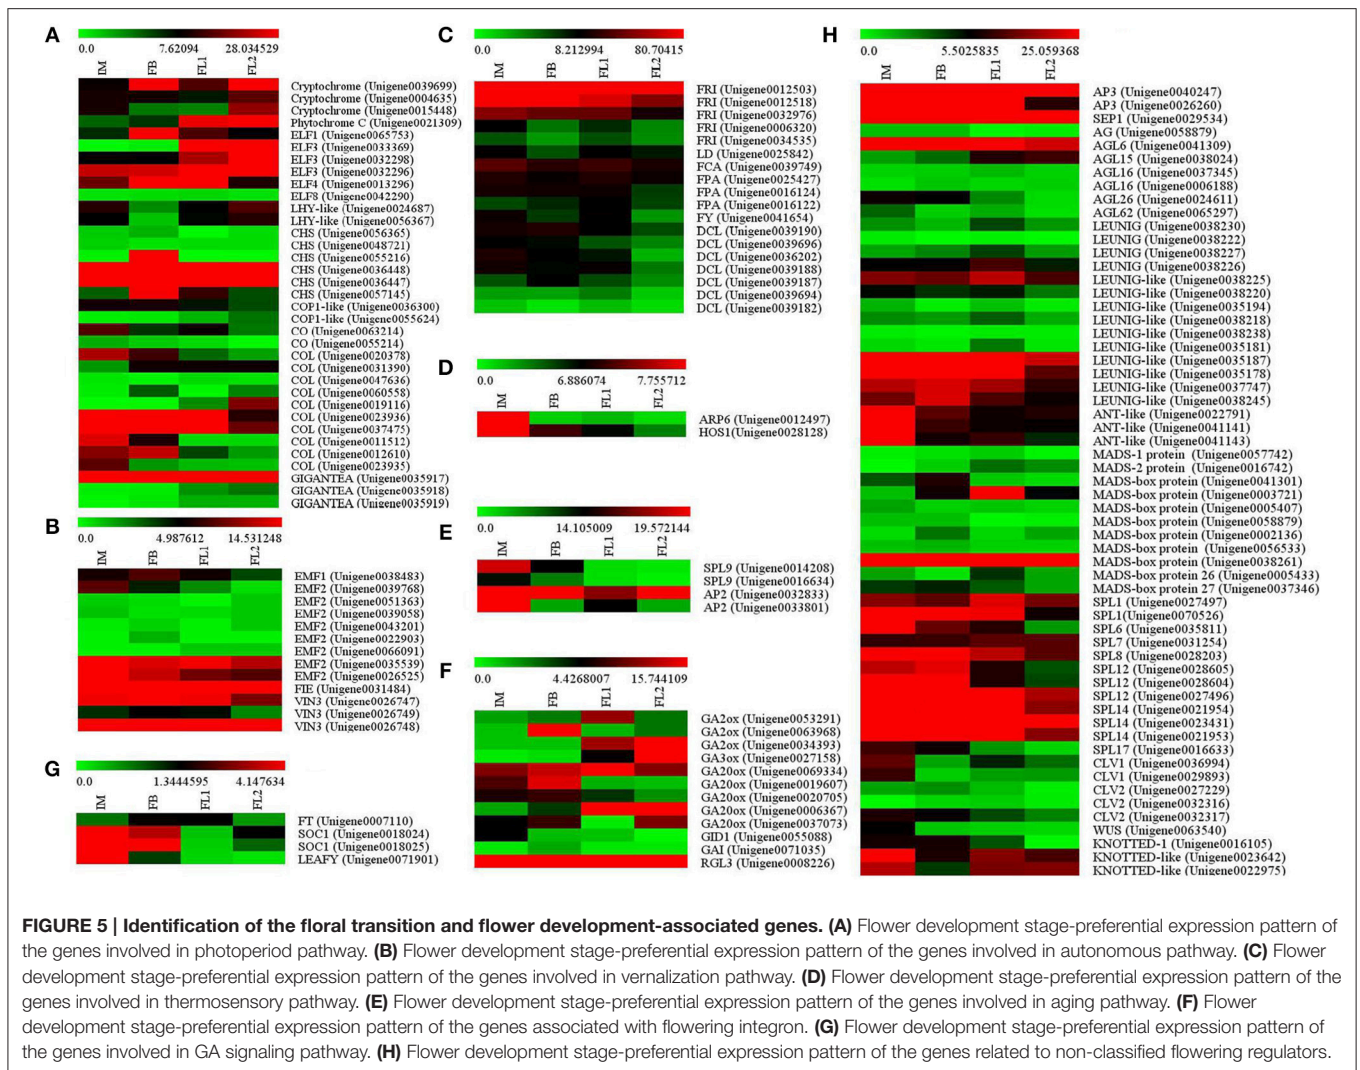 A
0.0 7.62094 28.034529
IM FB FL1 FL2
Cryptochrome (Unigene0039699)
Cryptochrome (Unigene0004635)
Cryptochrome (Unigene0015448)
Phytochrome C (Unigene0021309)
ELF1 (Unigene0065753)
ELF3 (Unigene0033369)
ELF3 (Unigene0032298)
ELF3 (Unigene0032296)
ELF4 (Unigene0013296)
ELF8 (Unigene0042290)
LHY-like (Unigene0024687)
LHY-like (Unigene0056367)
CHS (Unigene0056365)
CHS (Unigene0048721)
CHS (Unigene0055216)
CHS (Unigene0036448)
CHS (Unigene0036447)
CHS (Unigene0057145)
COP1-like (Unigene0036300)
COP1-like (Unigene0055624)
CO (Unigene0063214)
CO (Unigene0055214)
COL (Unigene0020378)
COL (Unigene0031390)
COL (Unigene0047636)
COL (Unigene0060558)
COL (Unigene0019116)
COL (Unigene0023936)
COL (Unigene0037475)
COL (Unigene0011512)
COL (Unigene0012610)
COL (Unigene0023935)
GIGANTEA (Unigene0035917)
GIGANTEA (Unigene0035918)
GIGANTEA (Unigene0035919)
B
0.0 4.987612 14.531248
IM FB FL1 FL2
EMF1 (Unigene0038483)
EMF2 (Unigene0039768)
EMF2 (Unigene0051363)
EMF2 (Unigene0039058)
EMF2 (Unigene0043201)
EMF2 (Unigene0022903)
EMF2 (Unigene0066091)
EMF2 (Unigene0035539)
EMF2 (Unigene0026525)
FIE (Unigene0031484)
VIN3 (Unigene0026747)
VIN3 (Unigene0026749)
VIN3 (Unigene0026748)
G
0.0 1.3444595 4.147634
IM FB FL1 FL2
FT (Unigene0007110)
SOC1 (Unigene0018024)
SOC1 (Unigene0018025)
LEAFY (Unigene0071901)
C
0.0 8.212994 80.70415
IM FB FL1 FL2
FRI (Unigene0012503)
FRI (Unigene0012518)
FRI (Unigene0032976)
FRI (Unigene0006320)
FRI (Unigene0034535)
LD (Unigene0025842)
FCA (Unigene0039749)
FPA (Unigene0025427)
FPA (Unigene0016124)
FPA (Unigene0016122)
FY (Unigene0041654)
DCL (Unigene0039190)
DCL (Unigene0039696)
DCL (Unigene0036202)
DCL (Unigene0039188)
DCL (Unigene0039187)
DCL (Unigene0039694)
DCL (Unigene0039182)
D
0.0 6.886074 7.755712
IM FB FL1 FL2
ARP6 (Unigene0012497)
HOS1(Unigene0028128)
E
0.0 14.105009 19.572144
IM FB FL1 FL2
SPL9 (Unigene0014208)
SPL9 (Unigene0016634)
AP2 (Unigene0032833)
AP2 (Unigene0033801)
F
0.0 4.4268007 15.744109
IM FB FL1 FL2
GA2ox (Unigene0053291)
GA2ox (Unigene0063968)
GA2ox (Unigene0034393)
GA3ox (Unigene0027158)
GA20ox (Unigene0069334)
GA20ox (Unigene0019607)
GA20ox (Unigene0020705)
GA20ox (Unigene0006367)
GA20ox (Unigene0037073)
GID1 (Unigene0055088)
GAI (Unigene0071035)
RGL3 (Unigene0008226)
H
0.0 5.5025835 25.059368
IM FB FL1 FL2
AP3 (Unigene0040247)
AP3 (Unigene0026260)
SEP1 (Unigene0029534)
AG (Unigene0058879)
AGL6 (Unigene0041309)
AGL15 (Unigene0038024)
AGL16 (Unigene0037345)
AGL16 (Unigene0006188)
AGL26 (Unigene0024611)
AGL62 (Unigene0065297)
LEUNIG (Unigene0038230)
LEUNIG (Unigene0038222)
LEUNIG (Unigene0038227)
LEUNIG (Unigene0038226)
LEUNIG-like (Unigene0038225)
LEUNIG-like (Unigene0038220)
LEUNIG-like (Unigene0035194)
LEUNIG-like (Unigene0038218)
LEUNIG-like (Unigene0038238)
LEUNIG-like (Unigene0035181)
LEUNIG-like (Unigene0035187)
LEUNIG-like (Unigene0035178)
LEUNIG-like (Unigene0037747)
LEUNIG-like (Unigene0038245)
ANT-like (Unigene0022791)
ANT-like (Unigene0041141)
ANT-like (Unigene0041143)
MADS-1 protein (Unigene0057742)
MADS-2 protein (Unigene0016742)
MADS-box protein (Unigene0041301)
MADS-box protein (Unigene0003721)
MADS-box protein (Unigene0005407)
MADS-box protein (Unigene0058879)
MADS-box protein (Unigene0002136)
MADS-box protein (Unigene0056533)
MADS-box protein (Unigene0038261)
MADS-box protein 26 (Unigene0005433)
MADS-box protein 27 (Unigene0037346)
SPL1 (Unigene0027497)
SPL1(Unigene0070526)
SPL6 (Unigene0035811)
SPL7 (Unigene0031254)
SPL8 (Unigene0028203)
SPL12 (Unigene0028605)
SPL12 (Unigene0028604)
SPL12 (Unigene0027496)
SPL14 (Unigene0021954)
SPL14 (Unigene0023431)
SPL14 (Unigene0021953)
SPL17 (Unigene0016633)
CLV1 (Unigene0036994)
CLV1 (Unigene0029893)
CLV2 (Unigene0027229)
CLV2 (Unigene0032316)
CLV2 (Unigene0032317)
WUS (Unigene0063540)
KNOTTED-1 (Unigene0016105)
KNOTTED-like (Unigene0023642)
KNOTTED-like (Unigene0022975)
FIGURE 5 | Identification of the floral transition and flower development-associated genes. (A) Flower development stage-preferential expression pattern of
the genes involved in photoperiod pathway. (B) Flower development stage-preferential expression pattern of the genes involved in autonomous pathway. (C) Flower
development stage-preferential expression pattern of the genes involved in vernalization pathway. (D) Flower development stage-preferential expression pattern of the
genes involved in thermosensory pathway. (E) Flower development stage-preferential expression pattern of the genes involved in aging pathway. (F) Flower
development stage-preferential expression pattern of the genes associated with flowering integron. (G) Flower development stage-preferential expression pattern of
the genes involved in GA signaling pathway. (H) Flower development stage-preferential expression pattern of the genes related to non-classified flowering regulators.